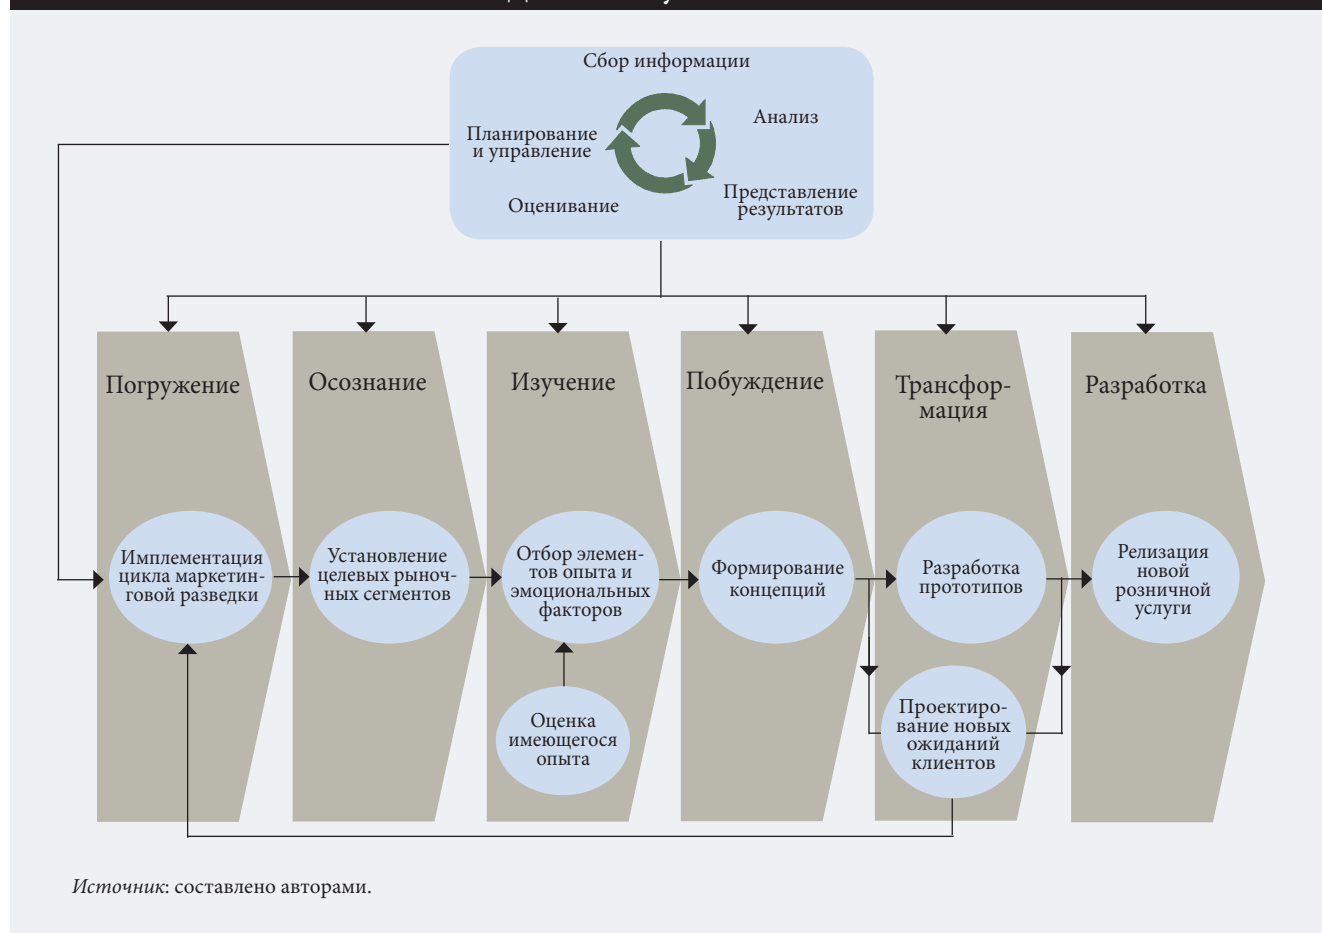 Сбор информации
Анализ
Планирование
и управление
Представление
результатов
Оценивание
Погружение
Осознание
Изучение
Побуждение
Трансфор-
мация
Разработка
Имплементация
цикла маркетин-
говой разведки
Установление
целевых рыноч-
ных сегментов
Отбор элемен-
тов опыта и
эмоциональных
факторов
Формирование
концепций
Разработка
прототипов
Релизация
новой
розничной
услуги
Оценка
имеющегося
опыта
Проектиро-
вание новых
ожиданий
клиентов
Источник: составлено авторами.